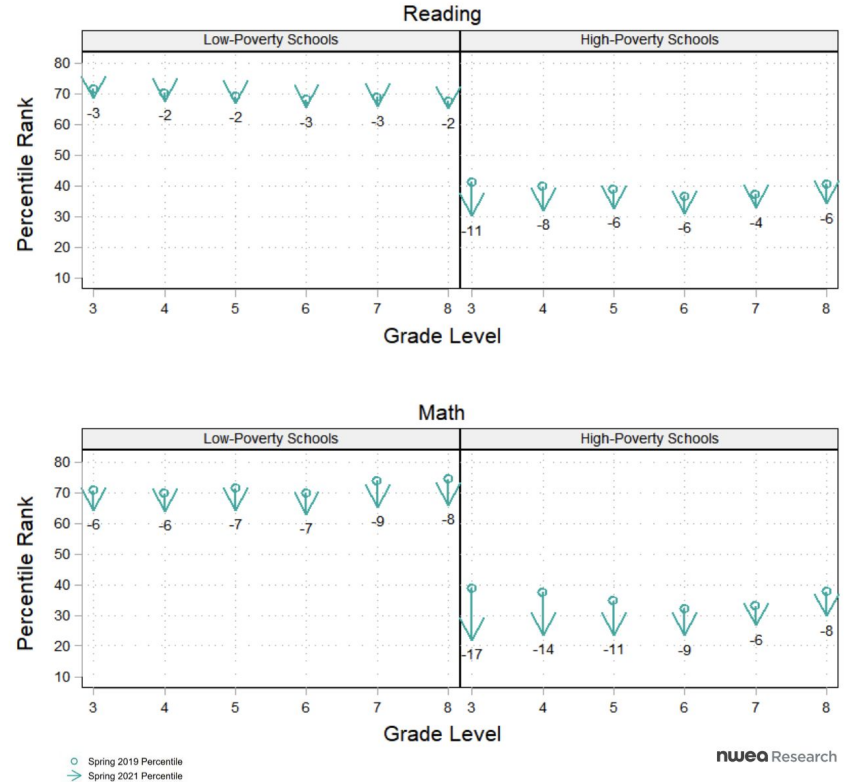 Reading
Low-Poverty Schools High-Poverty Schools
80
70
60
50
40
30
20
10
Percentile Rank
-3 -2 -2 -3 -3 -2
-11 -8 -6 -6 -4 -6
3 4 5 6 7 8 3 4 5 6 7 8
Grade Level
Math
Low-Poverty Schools High-Poverty Schools
80
70
60
50
40
30
20
10
Percentile Rank
-6 -6 -7 -7 -9 -8
-17 -14 -11 -9 -6 -8
3 4 5 6 7 8 3 4 5 6 7 8
Grade Level
Spring 2019 Percentile
Spring 2021 Percentile
nwea Research